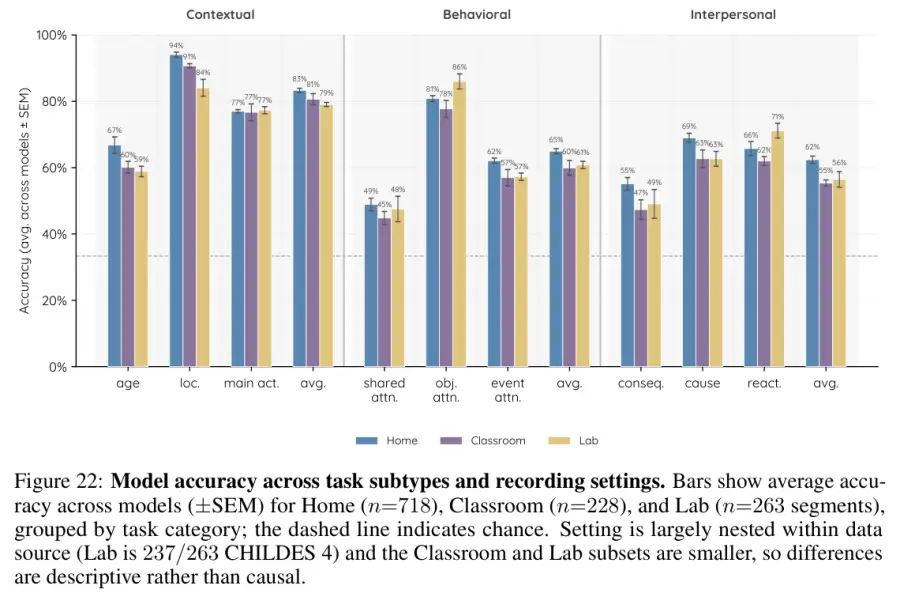 Contextual Behavioral Interpersonal
100%
80%
60%
40%
20%
0%
Accuracy (avg. across models ± SEM)
67% 60% 59% 94% 91% 84% 77% 77% 77% 83% 81% 79%
49% 45% 48% 81% 78% 86% 62% 57% 57% 65% 60% 61%
55% 47% 49% 69% 63% 63% 66% 62% 71% 62% 55% 56%
age loc. main act. avg. shared attn. obj. attn. event attn. avg. conseq. cause react. avg.
Home Classroom Lab
Figure 22: Model accuracy across task subtypes and recording settings. Bars show average accu-
racy across models (±SEM) for Home (n=718), Classroom (n=228), and Lab (n=263 segments),
grouped by task category; the dashed line indicates chance. Setting is largely nested within data
source (Lab is 237/263 CHILDES 4) and the Classroom and Lab subsets are smaller, so differences
are descriptive rather than causal.